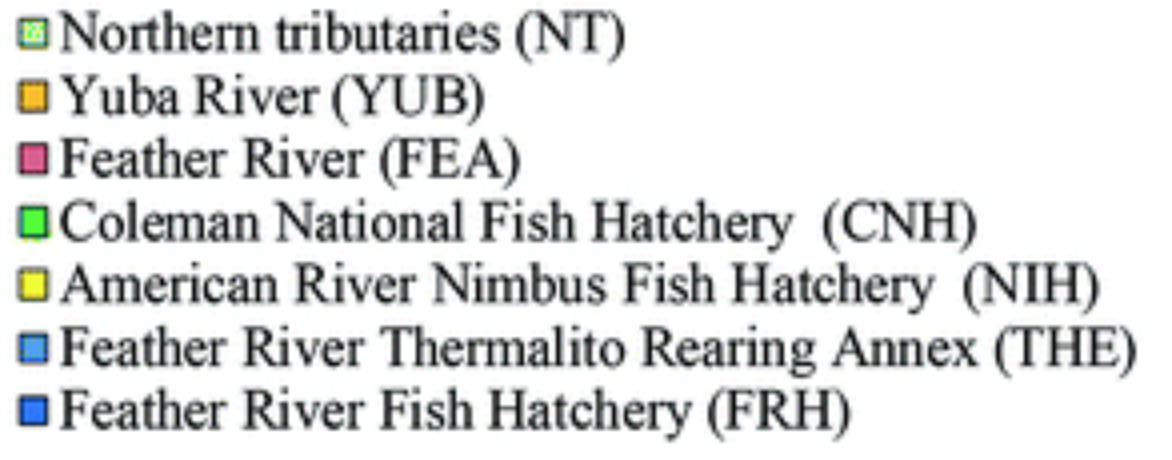 Northern tributaries (NT)
Yuba River (YUB)
Feather River (FEA)
Coleman National Fish Hatchery (CNH)
American River Nimbus Fish Hatchery (NIH)
Feather River Thermalito Rearing Annex (THE)
Feather River Fish Hatchery (FRH)